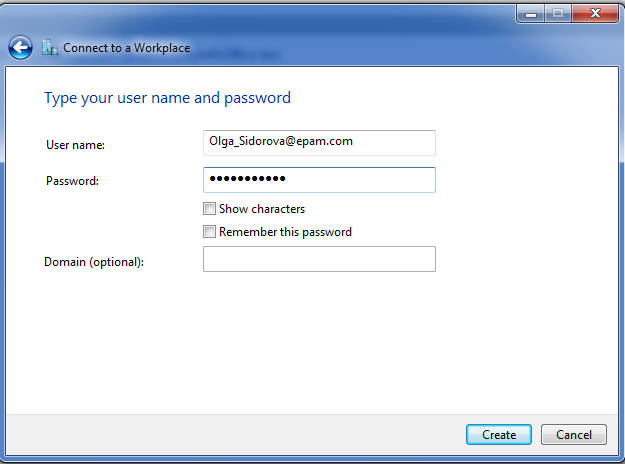 Connect to a Workplace
Type your user name and password
User name:
Olga_Sidorova@epam.com
Password:
●●●●●●●●●●●
Show characters
Remember this password
Domain (optional):
Create
Cancel